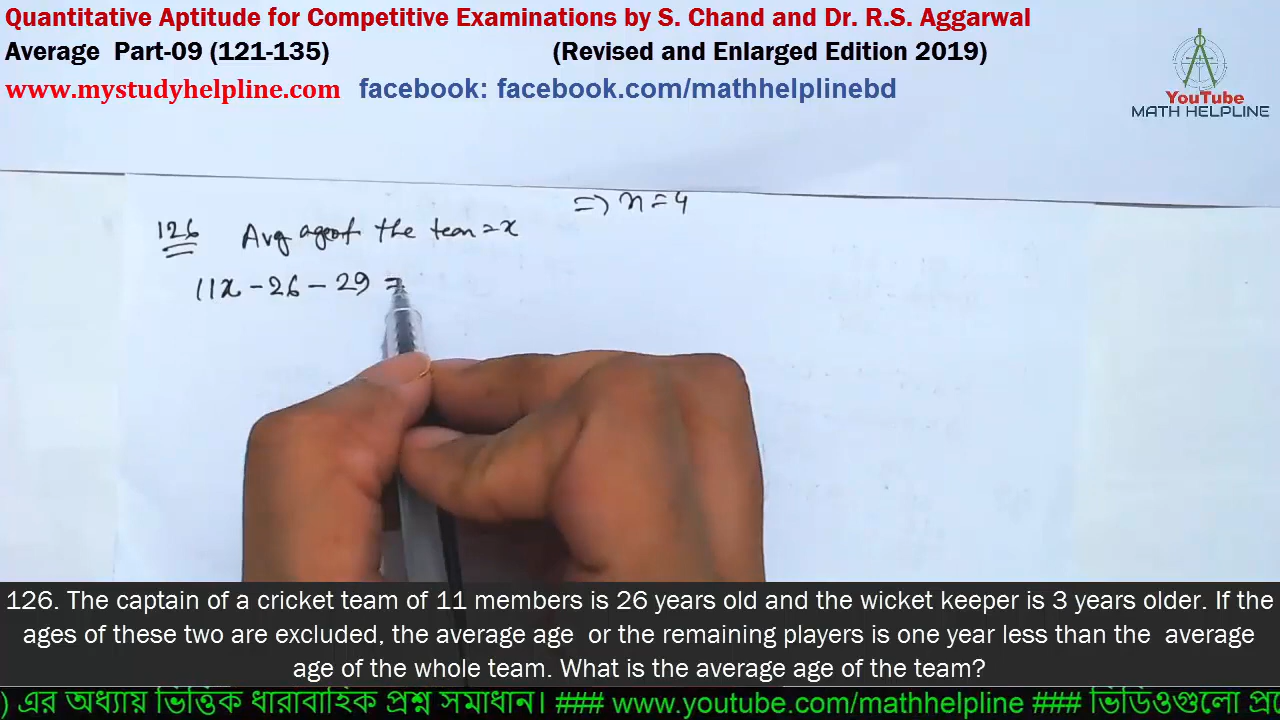 Quantitative Aptitude for Competitive Examinations by S. Chand and Dr. R.S. Aggarwal
Average Part-09 (121-135) (Revised and Enlarged Edition 2019)
www.mystudyhelpline.com facebook: facebook.com/mathhelplinebd
YouTube
MATH HELPLINE
⇒ n = 4
126 Avg age of the team = x
11x - 26 - 29 =
126. The captain of a cricket team of 11 members is 26 years old and the wicket keeper is 3 years older. If the
ages of these two are excluded, the average age or the remaining players is one year less than the average
age of the whole team. What is the average age of the team?
) এর অধ্যায় ভিত্তিক ধারাবাহিক প্রশ্ন সমাধান। ### www.youtube.com/mathhelpline ### ভিডিওগুলো